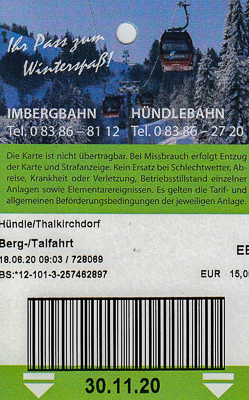 Ihr Pass zum
Winterspaß!
IMBERGBAHN HÜNDLEBAHN
Tel. 0 83 86 – 81 12 Tel. 0 83 86 – 27 20
Die Karte ist nicht übertragbar. Bei Missbrauch erfolgt Entzug
der Karte und Strafanzeige. Kein Ersatz bei Schlechtwetter, Ab-
reise, Krankheit oder Verletzung, Betriebsstillstand einzelner
Anlagen sowie Elementarereignissen. Es gelten die Tarif- und
allgemeinen Beförderungsbedingungen der jeweiligen Anlage.
Hündle/Thalkirchdorf
Berg-/Talfahrt
18.06.20 09:03 / 728069
BS:*12-101-3-257462897 EUR 15,0
30.11.20